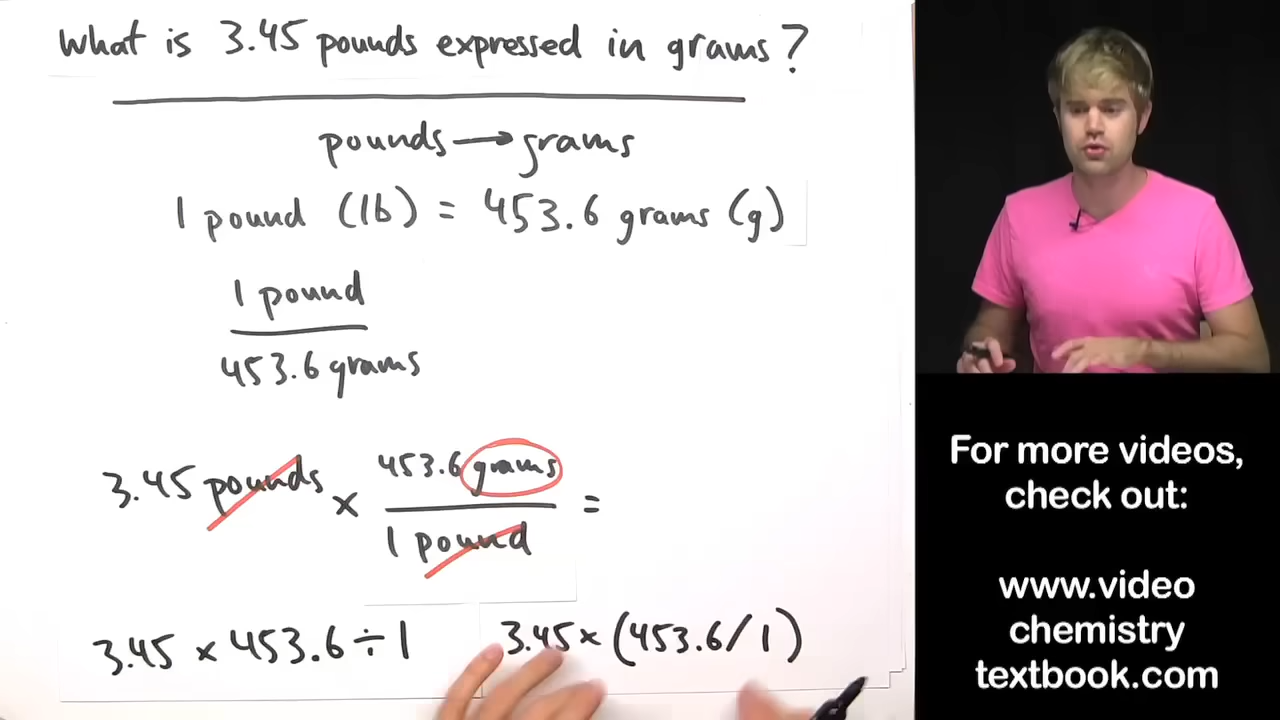 What is 3.45 pounds expressed in grams?
pounds → grams
1 pound (lb) = 453.6 grams (g)
1 pound
453.6 grams
3.45 pounds × 453.6 grams / 1 pound =
3.45 × 453.6 ÷ 1
3.45 × (453.6 / 1)
For more videos,
check out:
www.video
chemistry
textbook.com